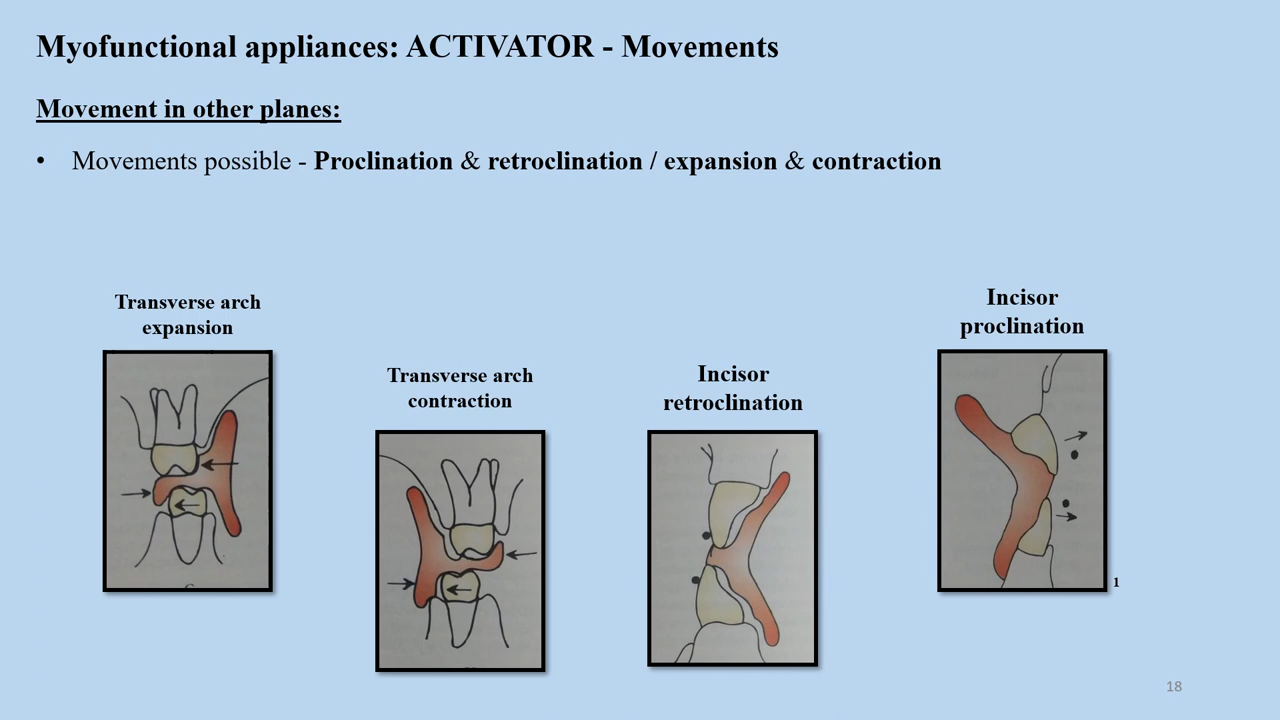 Myofunctional appliances: ACTIVATOR - Movements
Movement in other planes:
• Movements possible - Proclination & retroclination / expansion & contraction
Transverse arch
expansion
Transverse arch
contraction
Incisor
retroclination
Incisor
proclination
1
18